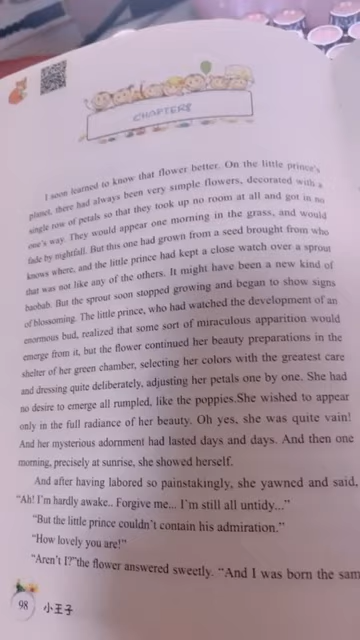 CHAPTER8
I soon learned to know that flower better. On the little prince's
planet, there had always been very simple flowers, decorated with a
single row of petals so that they took up no room at all and got in no
one's way. They would appear one morning in the grass, and would
fade by nightfall. But this one had grown from a seed brought from who
knows where, and the little prince had kept a close watch over a sprout
that was not like any of the others. It might have been a new kind of
baobab. But the sprout soon stopped growing and began to show signs
of blossoming. The little prince, who had watched the development of an
enormous bud, realized that some sort of miraculous apparition would
emerge from it, but the flower continued her beauty preparations in the
shelter of her green chamber, selecting her colors with the greatest care
and dressing quite deliberately, adjusting her petals one by one. She had
no desire to emerge all rumpled, like the poppies.She wished to appear
only in the full radiance of her beauty. Oh yes, she was quite vain!
And her mysterious adornment had lasted days and days. And then one
morning, precisely at sunrise, she showed herself.
And after having labored so painstakingly, she yawned and said,
"Ah! I'm hardly awake.. Forgive me... I'm still all untidy..."
"But the little prince couldn't contain his admiration."
"How lovely you are!"
"Aren't I?"the flower answered sweetly. "And I was born the sam
98 小王子